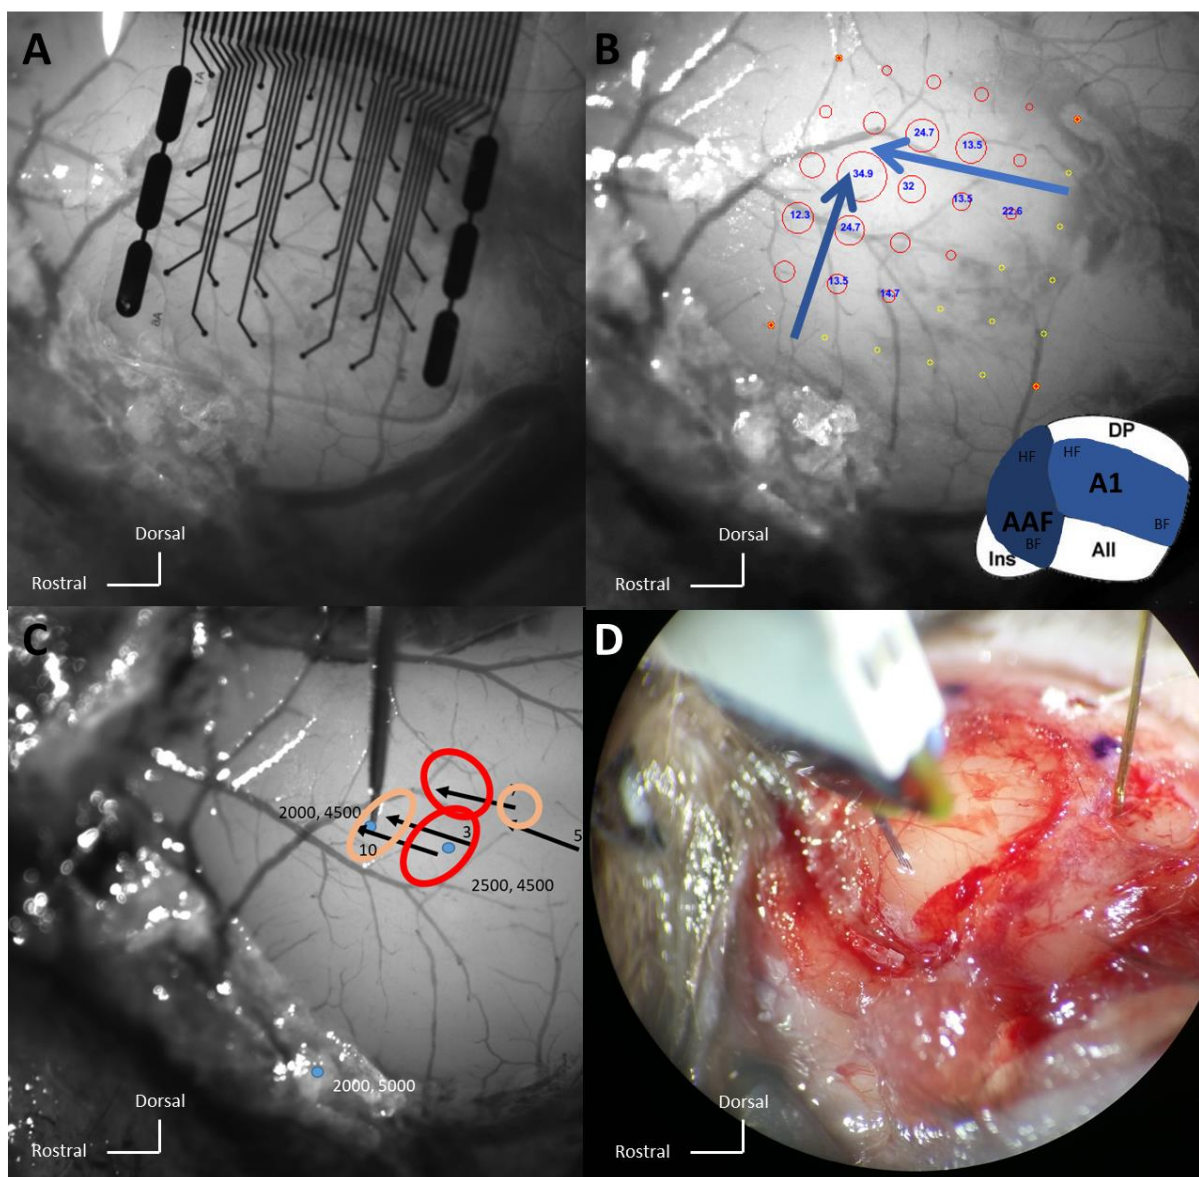 A
Dorsal
Rostral
B
24.7
13.5
34.9
32
13.5
22.6
12.3
24.7
13.5
14.7
DP
HF
HF
A1
AAF
BF
BF
Ins
AII
Dorsal
Rostral
C
2000, 4500
3
5
10
2500, 4500
2000, 5000
Dorsal
Rostral
D
Dorsal
Rostral